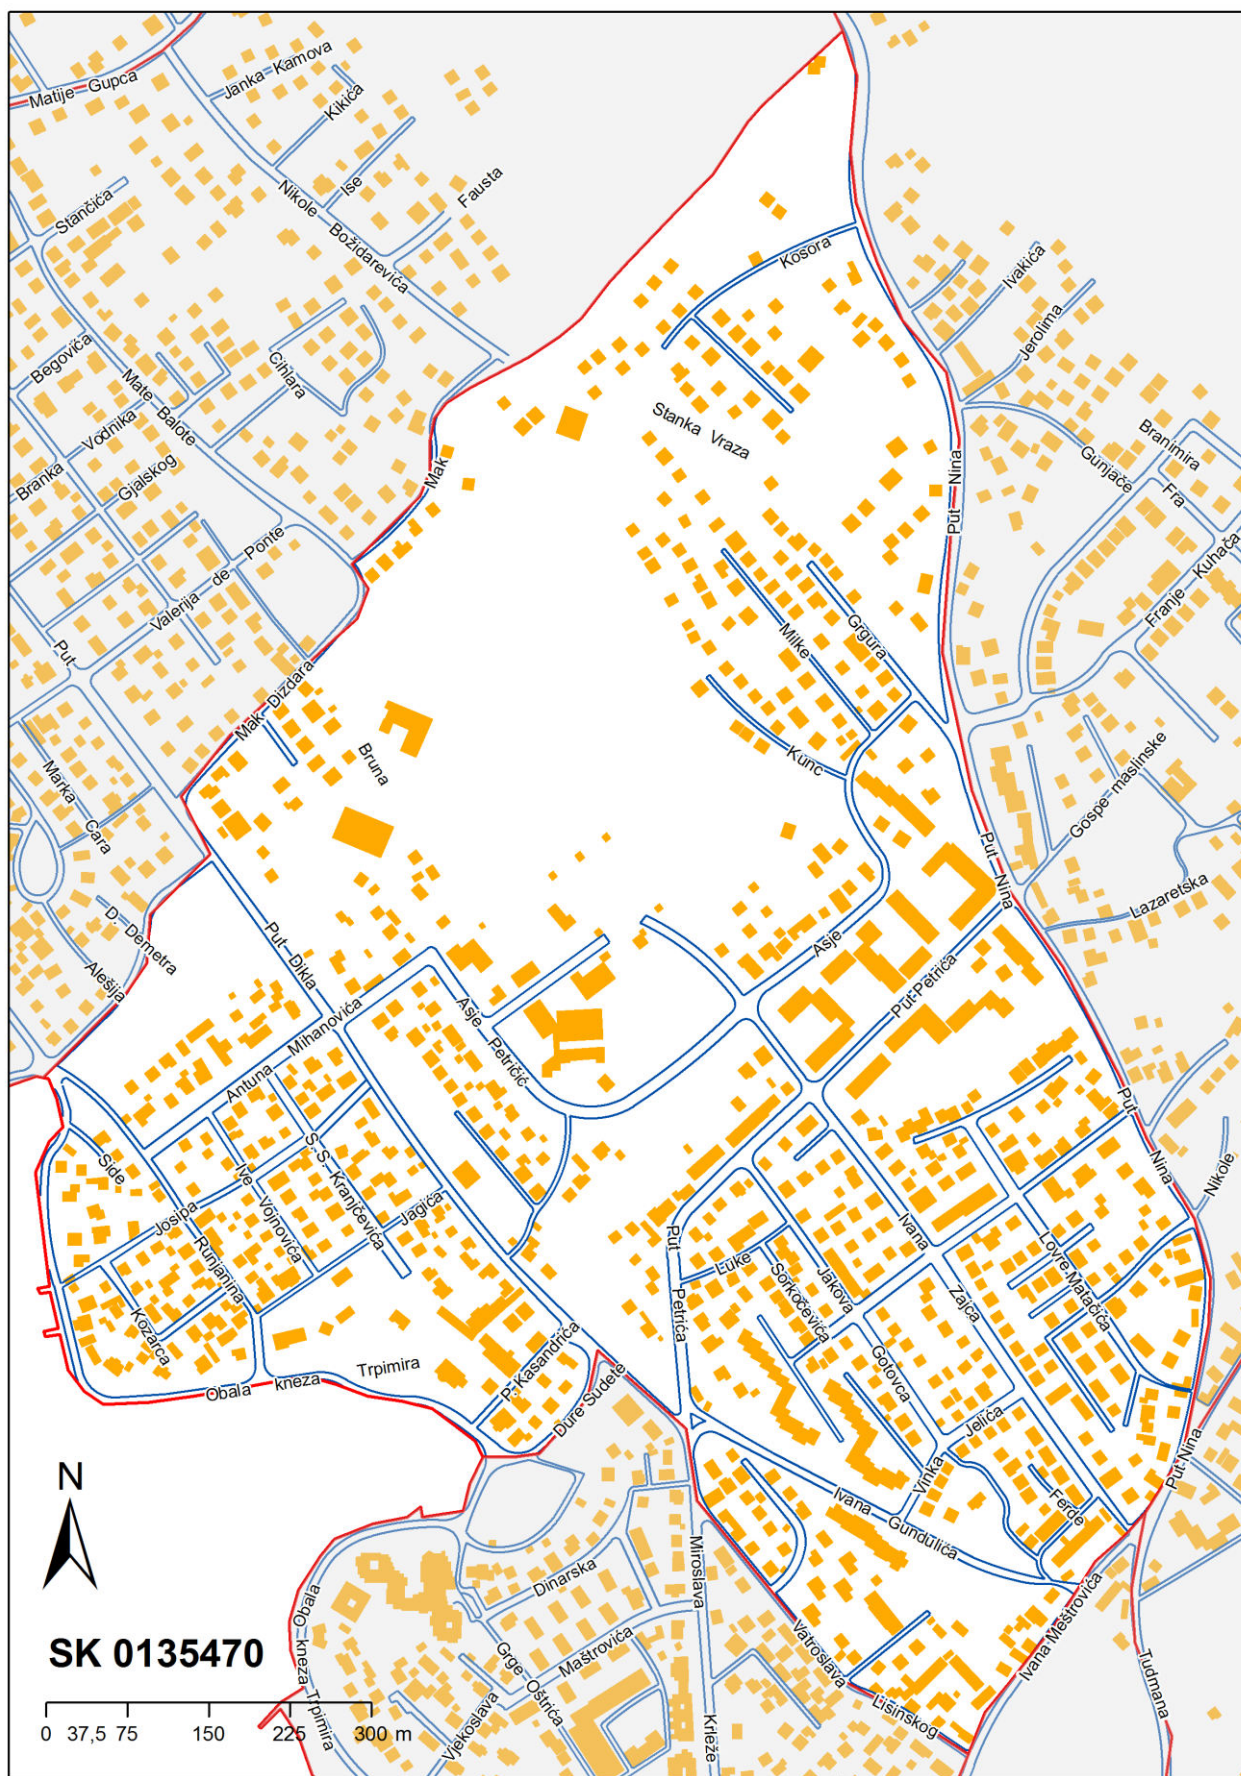 Matije Gupca
Janka Kamova
Kikića
Ise
Fausta
Stančića
Nikole Božidarevića
Kosora
Ivakića
Jerolima
Begovića
Cihlara
Mate Balote
Branka Vodnika
Gjalskog
Stanka Vraza
Mak
Put Nina
Gunjače
Branimira
Fra
Franje Kuhača
Valerija de Ponte
Put
Milke
Grgura
Mak Dizdara
Bruna
Kunc
Gospe maslinske
Marka Cara
Put Nina
Lazaretska
D. Demetra
Alešija
Put Dikla
Asje
Put Petrića
Antuna Mihanovića
Asje Petričić
Put Nina
Nikole
Side
Josipa
Ive Vojnovića
S. S. Kranjčevića
Jagića
Runjanina
Kozarca
Put Petrića
Luke
Sorkočevića
Jakova
Gotovca
Ivana Zajca
Lovre Matačića
Obala kneza Trpimira
P. Kasandrića
Đure Sudete
Jelića
Vinka
Ferde
Put Nina
Ivana Gundulića
N
Miroslava Krleže
Dinarska
Obala kneza Trpimira
Grge Oštrića
Maštrovića
Vjekoslava
Vatroslava Lisinskog
Ivana Meštrovića
Tuđmana
SK 0135470
0 37,5 75 150 225 300 m